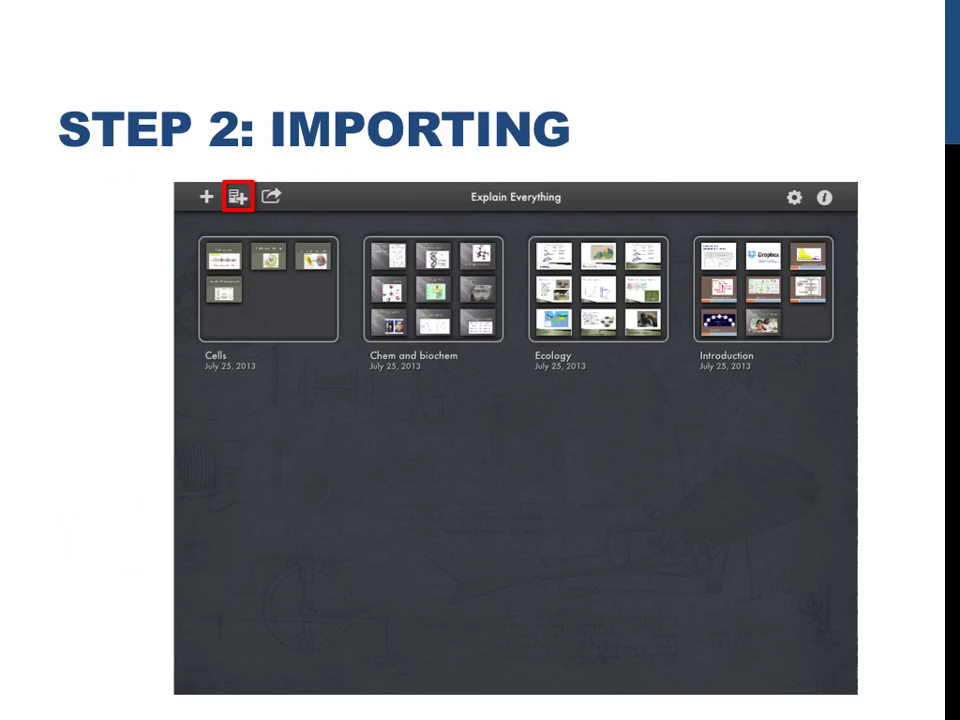 STEP 2: IMPORTING
Explain Everything
Dropbox
Cells
July 25, 2013
Chem and biochem
July 25, 2013
Ecology
July 25, 2013
Introduction
July 25, 2013